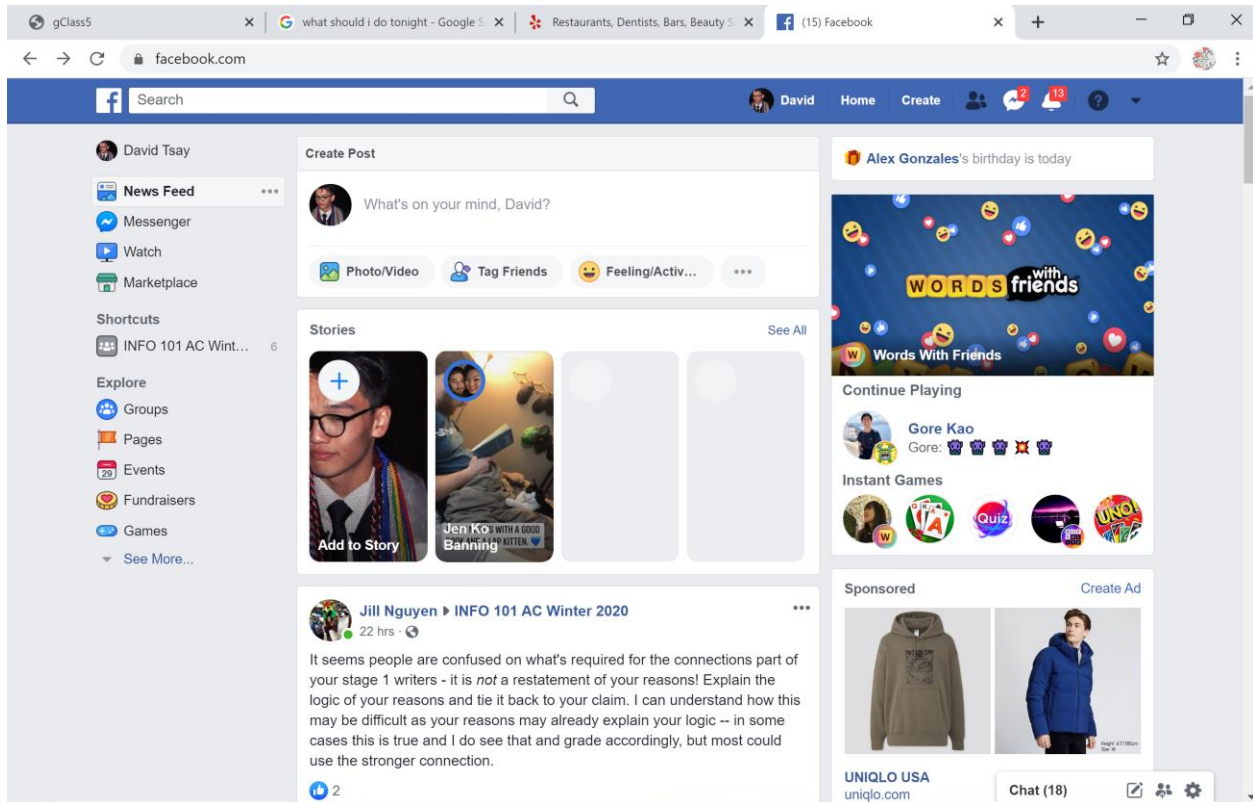 gClass5
what should i do tonight - Google S
Restaurants, Dentists, Bars, Beauty S
(15) Facebook
facebook.com
Search
David
Home
Create
2
13
David Tsay
News Feed
Messenger
Watch
Marketplace
Shortcuts
INFO 101 AC Wint... 6
Explore
Groups
Pages
29
Events
Fundraisers
Games
See More...
Create Post
What's on your mind, David?
Photo/Video
Tag Friends
Feeling/Activ...
Stories
See All
Add to Story
Jen Ko
Banning
S WITH A GOOD
KITTEN.
Jill Nguyen ▶ INFO 101 AC Winter 2020
22 hrs ·
It seems people are confused on what's required for the connections part of
your stage 1 writers - it is not a restatement of your reasons! Explain the
logic of your reasons and tie it back to your claim. I can understand how this
may be difficult as your reasons may already explain your logic -- in some
cases this is true and I do see that and grade accordingly, but most could
use the stronger connection.
2
Alex Gonzales's birthday is today
WORDS with friends
W
Words With Friends
Continue Playing
Gore Kao
Gore:
Instant Games
W
A
Quiz
UNO!
Sponsored
Create Ad
UNIQLO USA
uniqlo.com
Chat (18)